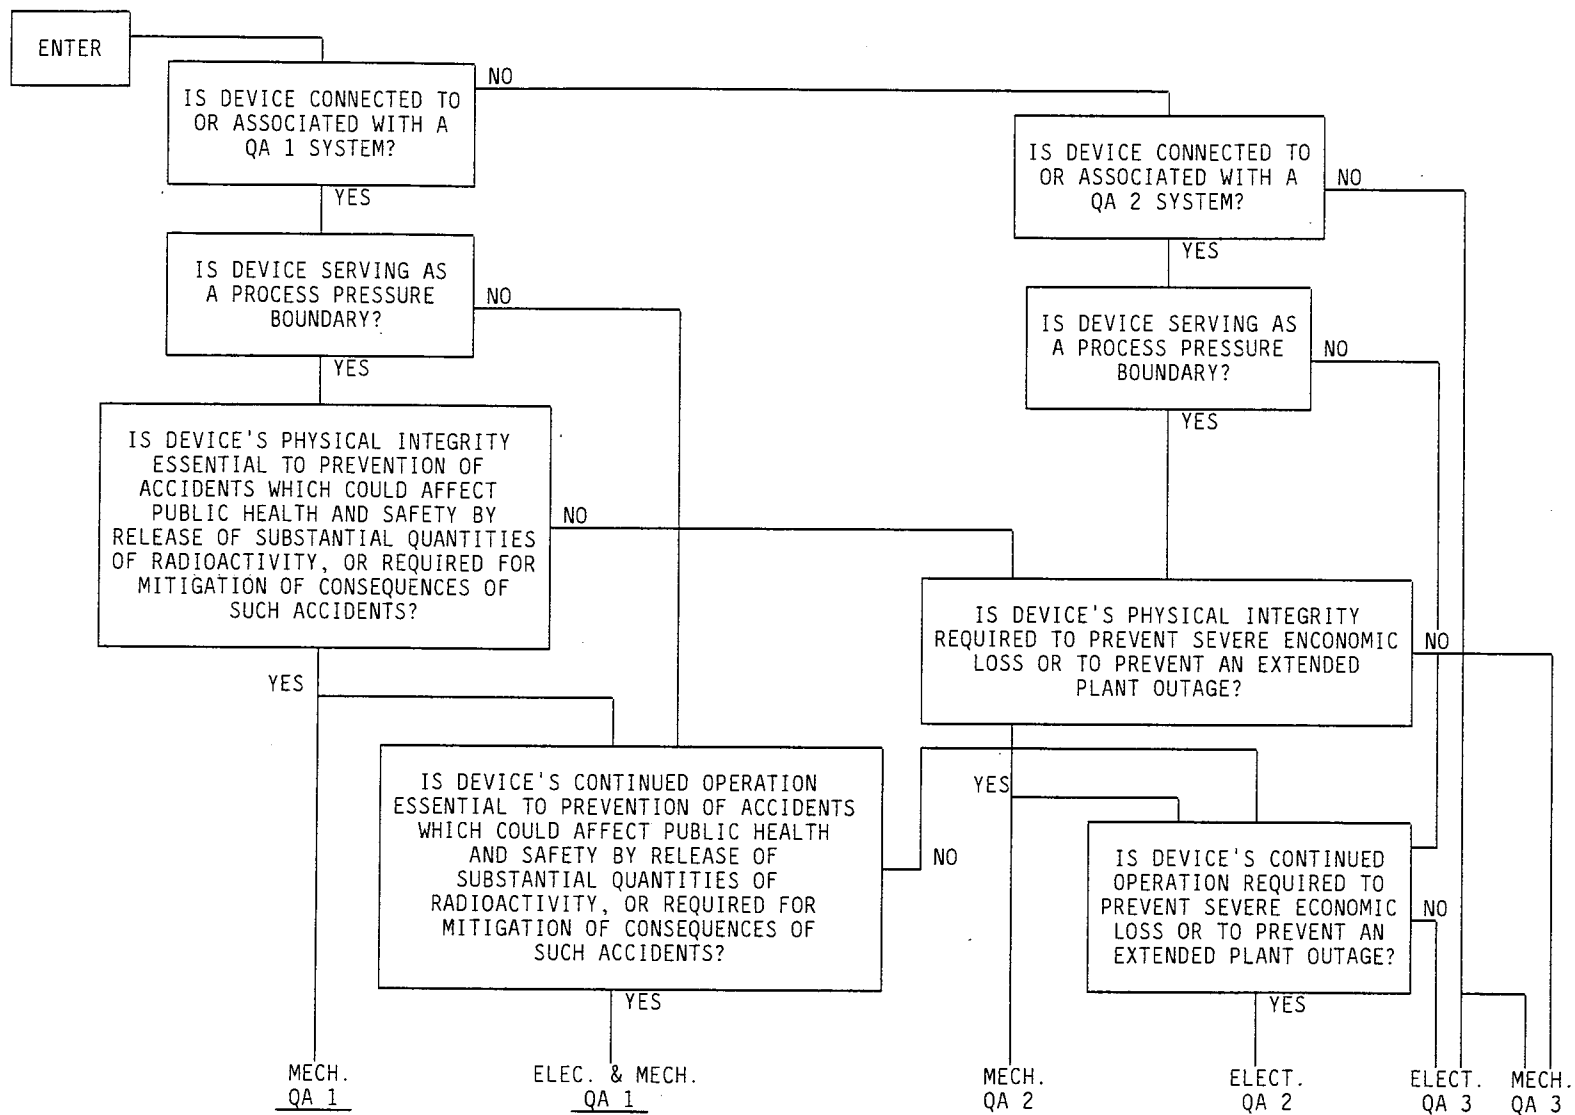 ENTER
IS DEVICE CONNECTED TO
OR ASSOCIATED WITH A
QA 1 SYSTEM?
NO
YES
IS DEVICE CONNECTED TO
OR ASSOCIATED WITH A
QA 2 SYSTEM?
NO
YES
IS DEVICE SERVING AS
A PROCESS PRESSURE
BOUNDARY?
NO
YES
IS DEVICE SERVING AS
A PROCESS PRESSURE
BOUNDARY?
NO
YES
IS DEVICE'S PHYSICAL INTEGRITY
ESSENTIAL TO PREVENTION OF
ACCIDENTS WHICH COULD AFFECT
PUBLIC HEALTH AND SAFETY BY
RELEASE OF SUBSTANTIAL QUANTITIES
OF RADIOACTIVITY, OR REQUIRED FOR
MITIGATION OF CONSEQUENCES OF
SUCH ACCIDENTS?
NO
YES
IS DEVICE'S PHYSICAL INTEGRITY
REQUIRED TO PREVENT SEVERE ENCONOMIC
LOSS OR TO PREVENT AN EXTENDED
PLANT OUTAGE?
NO
YES
IS DEVICE'S CONTINUED OPERATION
ESSENTIAL TO PREVENTION OF ACCIDENTS
WHICH COULD AFFECT PUBLIC HEALTH
AND SAFETY BY RELEASE OF
SUBSTANTIAL QUANTITIES OF
RADIOACTIVITY, OR REQUIRED FOR
MITIGATION OF CONSEQUENCES OF
SUCH ACCIDENTS?
NO
YES
IS DEVICE'S CONTINUED
OPERATION REQUIRED TO
PREVENT SEVERE ECONOMIC
LOSS OR TO PREVENT AN
EXTENDED PLANT OUTAGE?
NO
YES
MECH.
QA 1
ELEC. & MECH.
QA 1
MECH.
QA 2
ELECT.
QA 2
ELECT.
QA 3
MECH.
QA 3